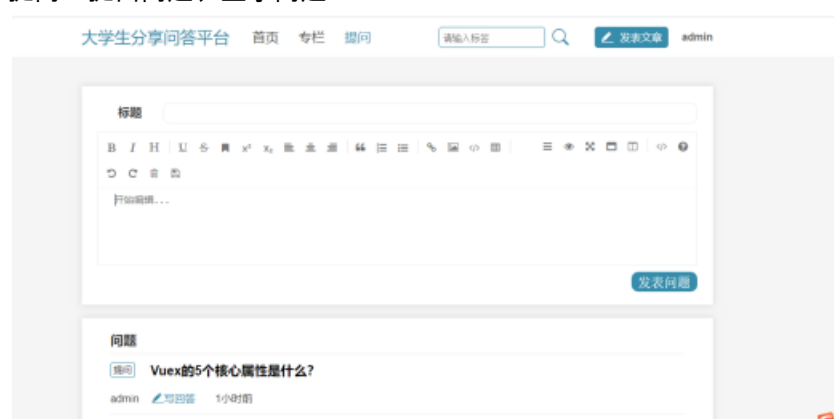 大学生分享问答平台 首页 专栏 提问 请输入标签 发表文章 admin
标题
B I H U S x² x₂
开始编辑...
发表问题
问题
提问 Vuex的5个核心属性是什么?
admin 写回答 1小时前